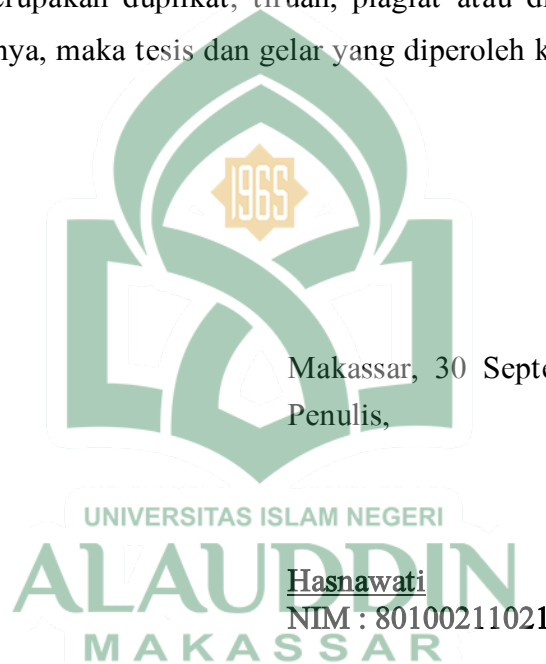 erupakan duplikat, tiruan, plagiat atau di
nya, maka tesis dan gelar yang diperoleh k
1965
Makassar, 30 Septe
Penulis,
UNIVERSITAS ISLAM NEGERI
ALAUDDIN
Hasnawati
NIM : 80100211021
MAKASSAR